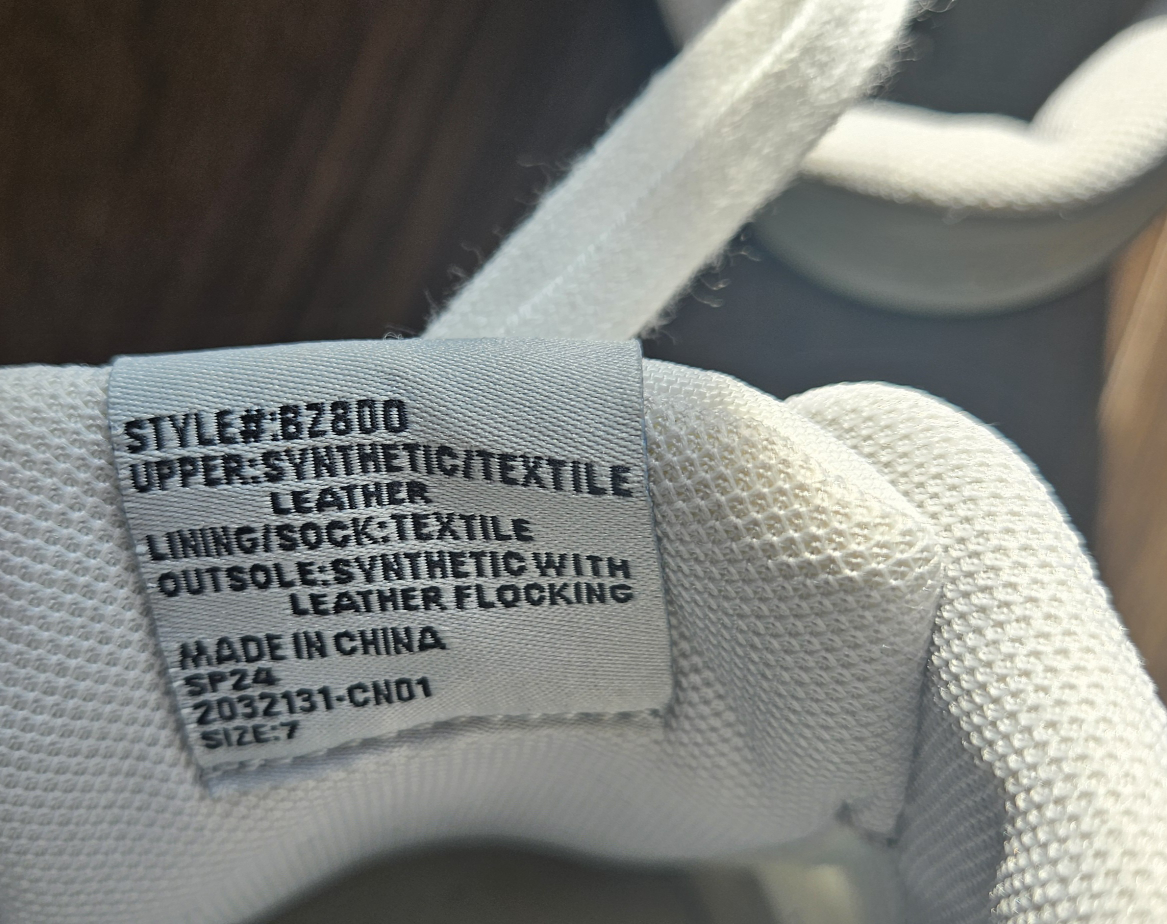 STYLE#:BZ800
UPPER:SYNTHETIC/TEXTILE
LEATHER
LINING/SOCK:TEXTILE
OUTSOLE:SYNTHETIC WITH
LEATHER FLOCKING
MADE IN CHINA
SP24
2032131-CN01
SIZE:7